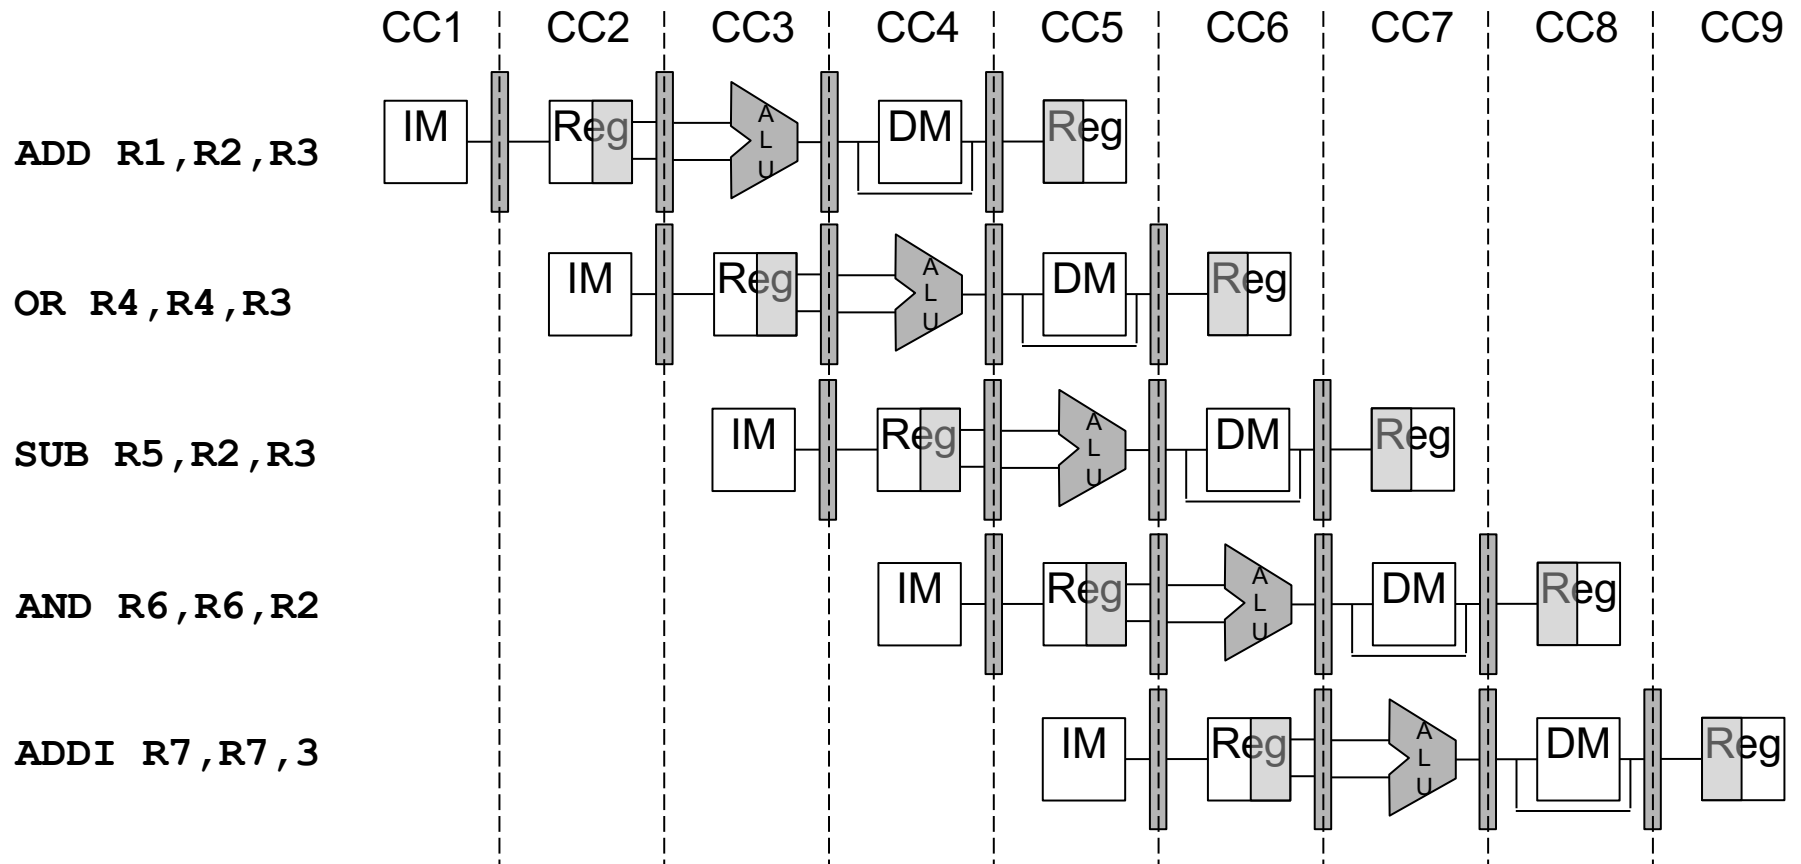 CC1 CC2 CC3 CC4 CC5 CC6 CC7 CC8 CC9
ADD R1,R2,R3 IM Reg ALU DM Reg
OR R4,R4,R3 IM Reg ALU DM Reg
SUB R5,R2,R3 IM Reg ALU DM Reg
AND R6,R6,R2 IM Reg ALU DM Reg
ADDI R7,R7,3 IM Reg ALU DM Reg